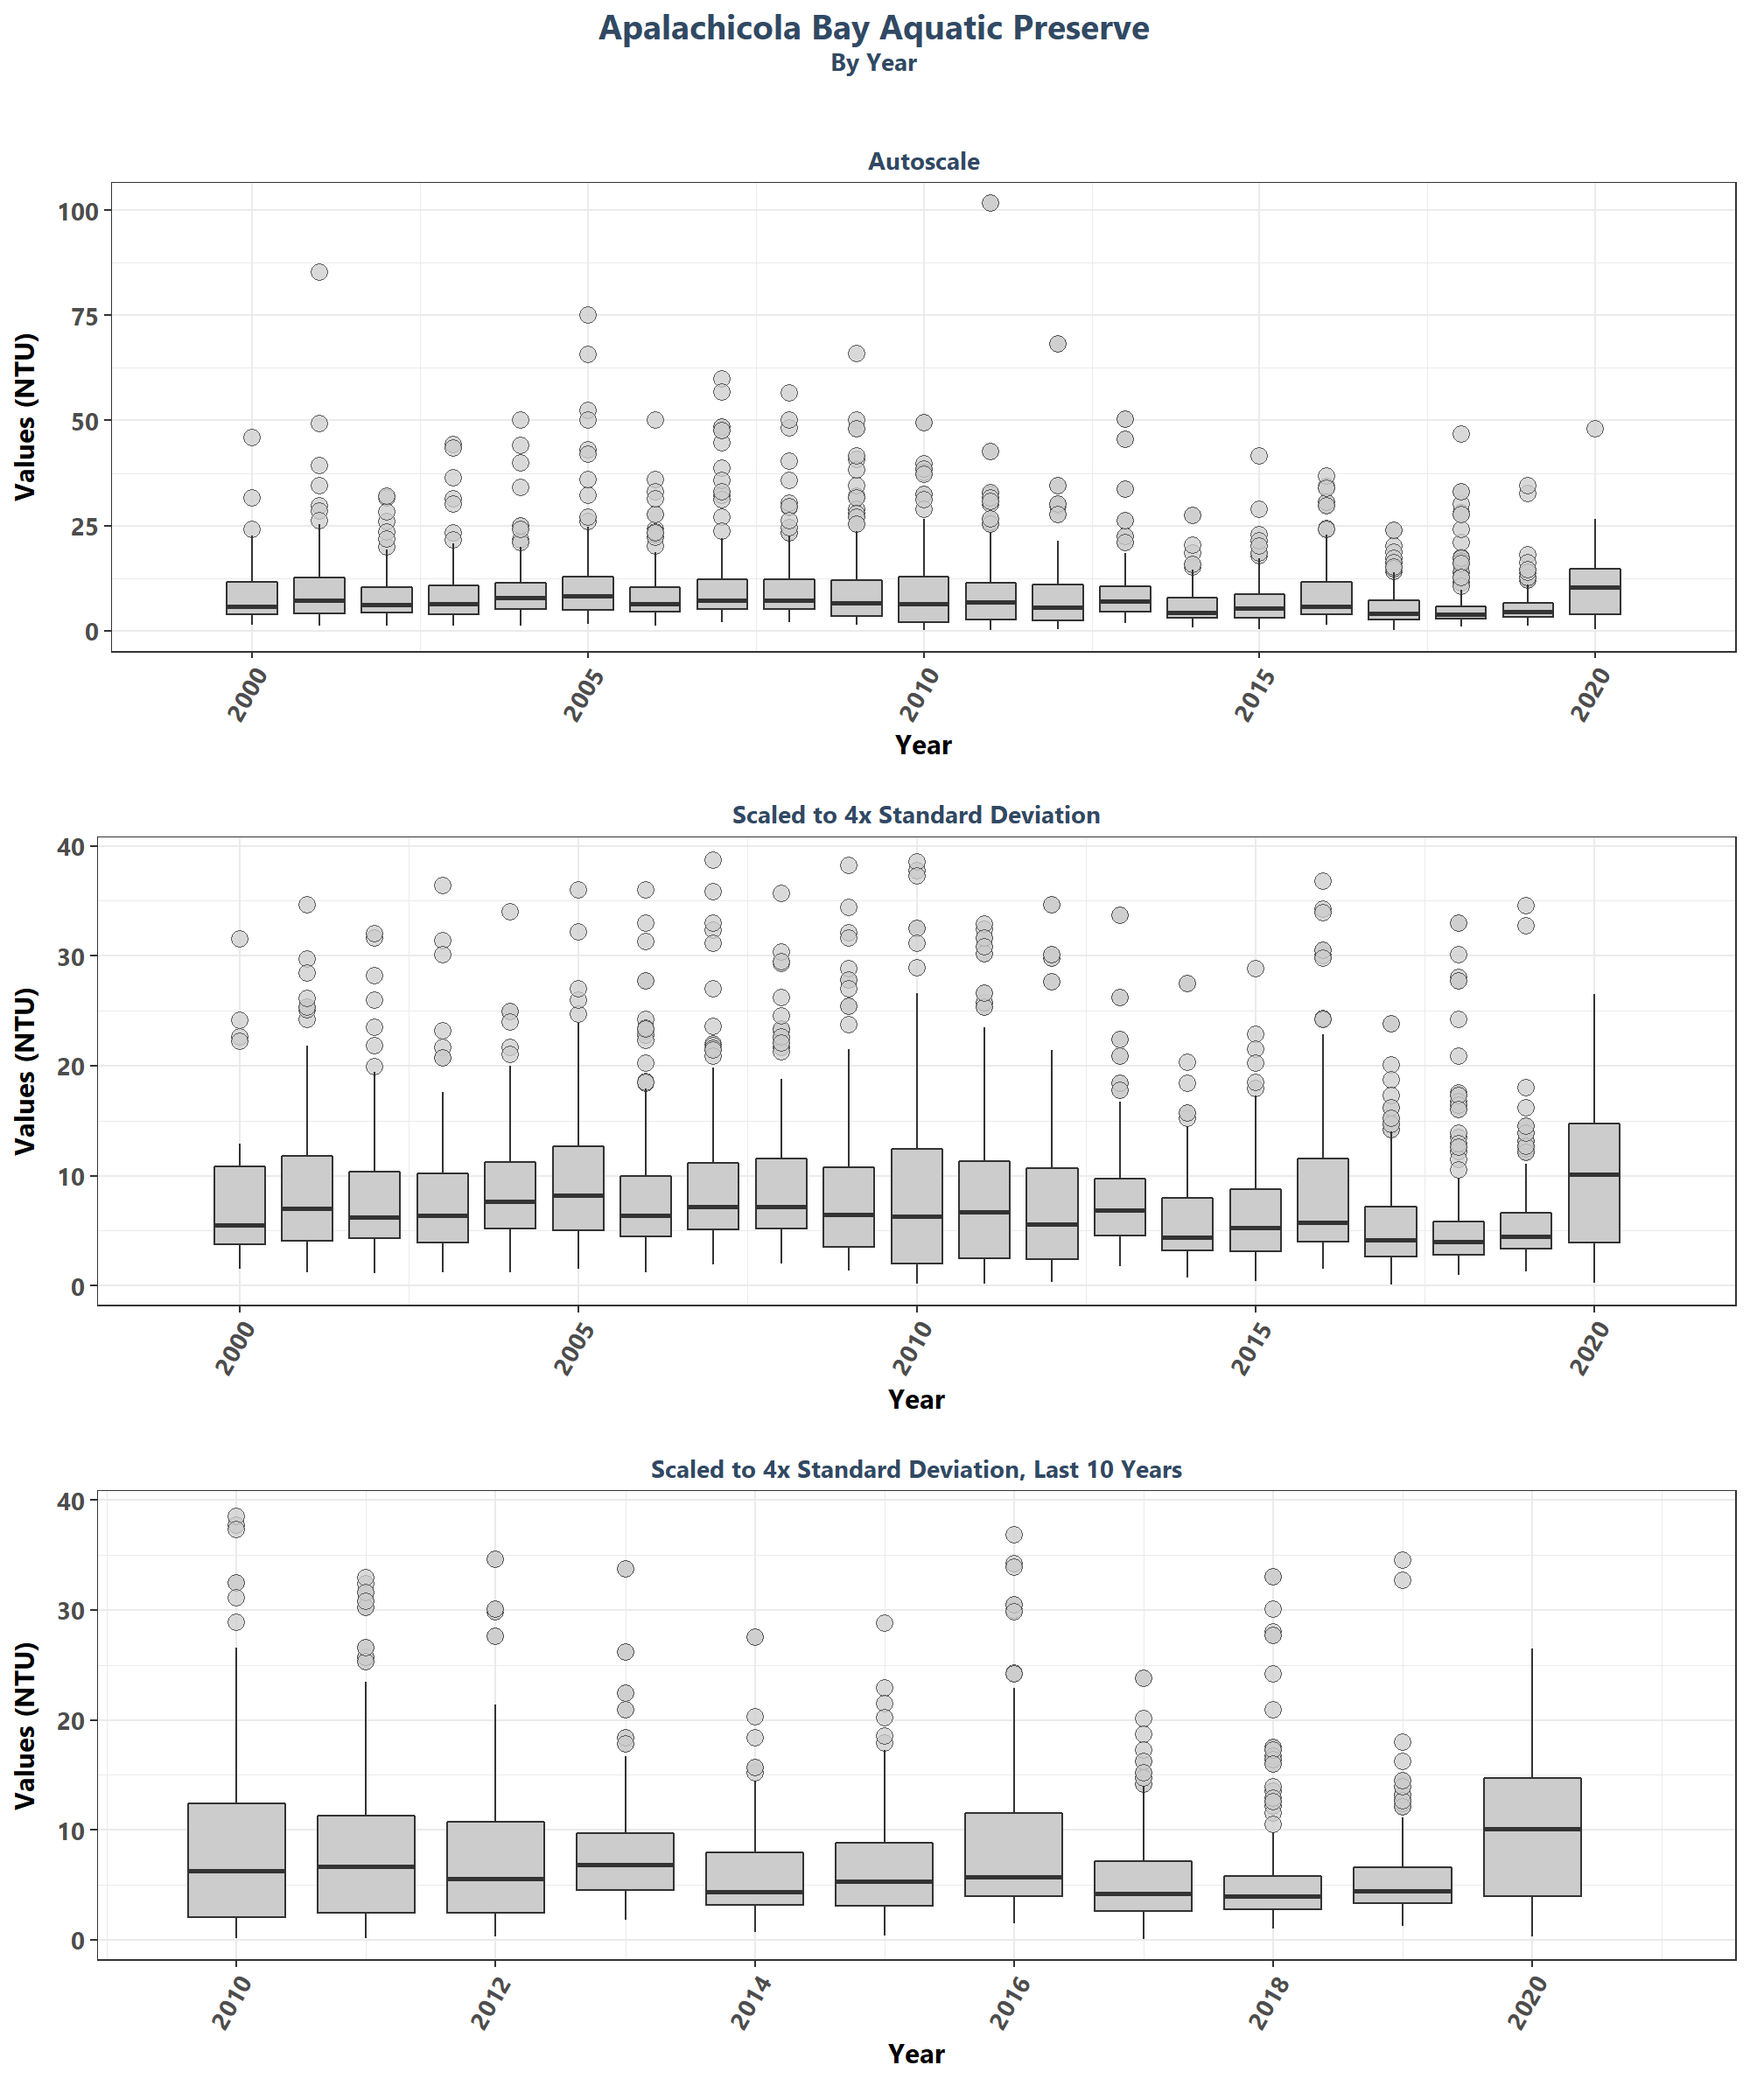 Apalachicola Bay Aquatic Preserve
By Year
Autoscale
Values (NTU)
100
75
50
25
0
2000
2005
2010
2015
2020
Year
Scaled to 4x Standard Deviation
Values (NTU)
40
30
20
10
0
2000
2005
2010
2015
2020
Year
Scaled to 4x Standard Deviation, Last 10 Years
Values (NTU)
40
30
20
10
0
2010
2012
2014
2016
2018
2020
Year